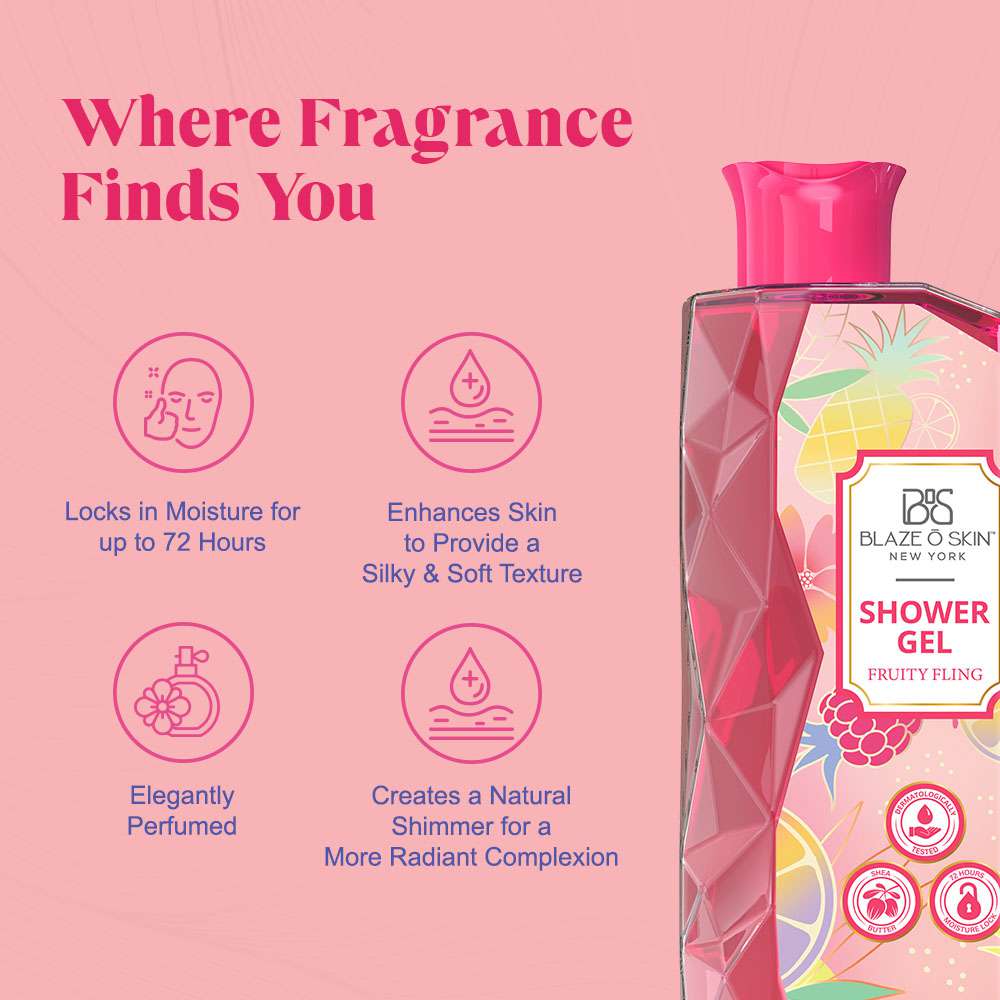 Where Fragrance
Finds You
Locks in Moisture for
up to 72 Hours
Enhances Skin
to Provide a
Silky & Soft Texture
Elegantly
Perfumed
Creates a Natural
Shimmer for a
More Radiant Complexion
BŏS
BLAZE Ō SKIN™
NEW YORK
SHOWER
GEL
FRUITY FLING
DERMATOLOGICALLY
TESTED
SHEA
BUTTER
72 HOURS
MOISTURE LOCK